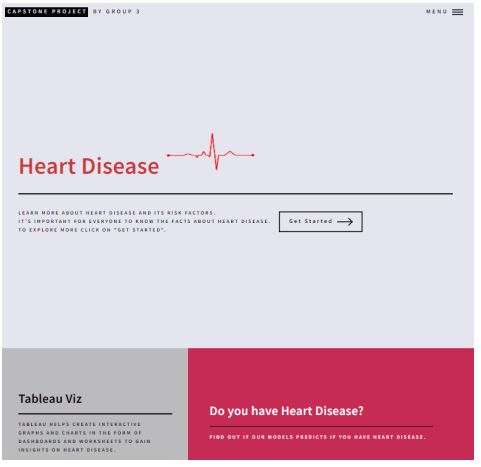 CAPSTONE PROJECT BY GROUP 3
MENU
Heart Disease
LEARN MORE ABOUT HEART DISEASE AND ITS RISK FACTORS.
IT'S IMPORTANT FOR EVERYONE TO KNOW THE FACTS ABOUT HEART DISEASE.
TO EXPLORE MORE CLICK ON "GET STARTED".
Get Started
Tableau Viz
TABLEAU HELPS CREATE INTERACTIVE
GRAPHS AND CHARTS IN THE FORM OF
DASHBOARDS AND WORKSHEETS TO GAIN
INSIGHTS ON HEART DISEASE.
Do you have Heart Disease?
FIND OUT IF OUR MODELS PREDICTS IF YOU HAVE HEART DISEASE.